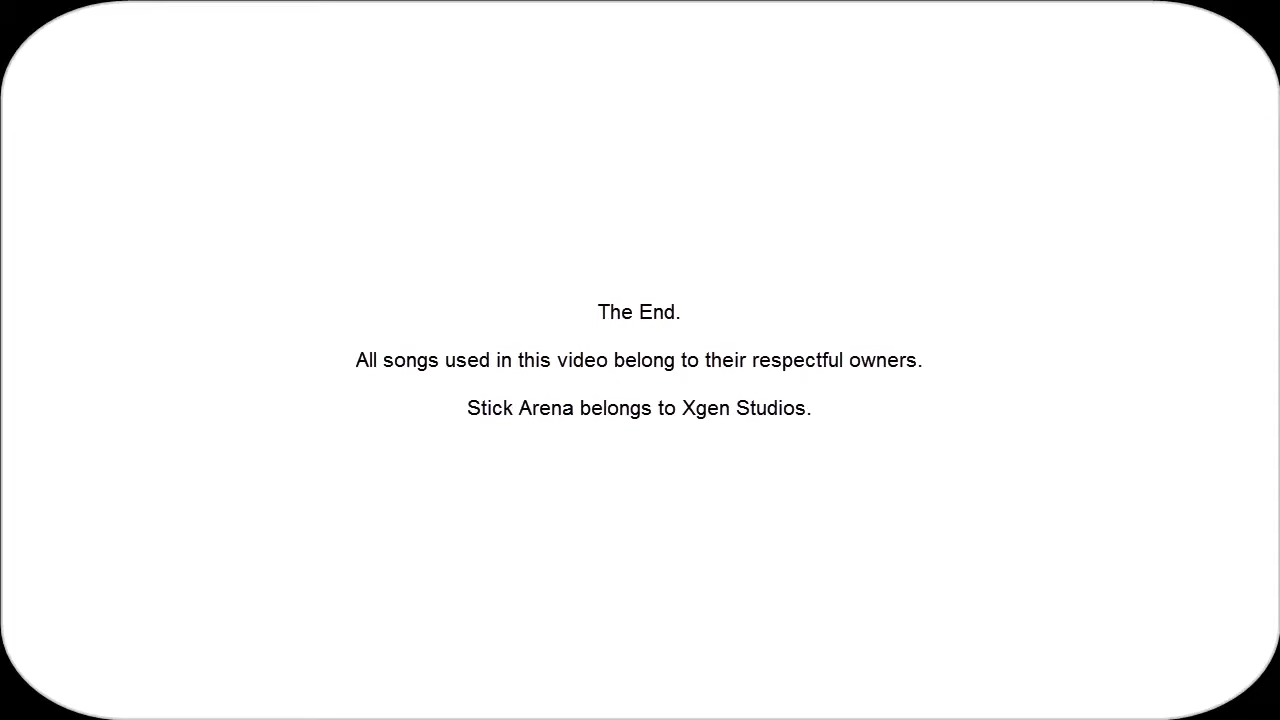 The End.
All songs used in this video belong to their respectful owners.
Stick Arena belongs to Xgen Studios.